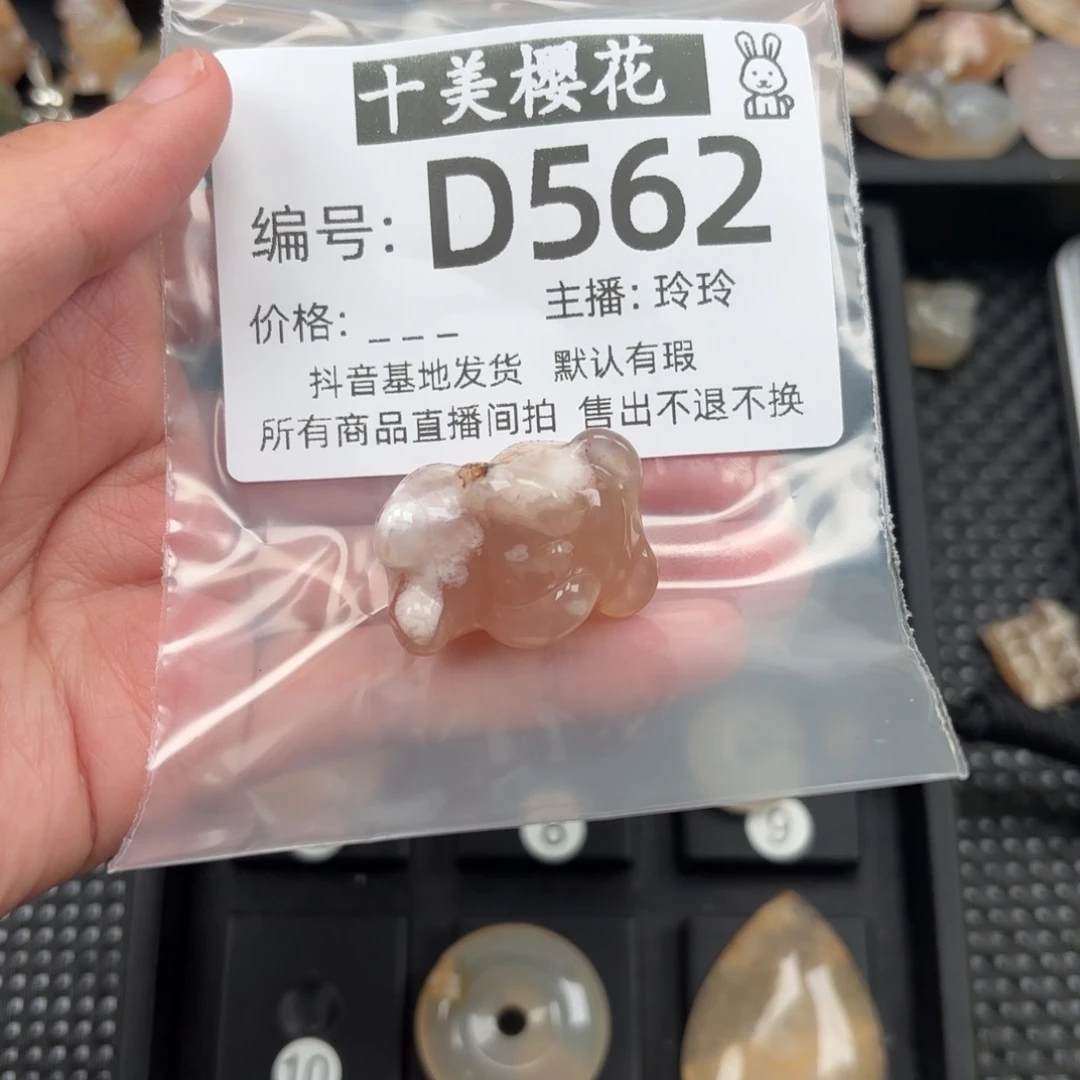 十美樱花
编号: D562
价格: _ _ _ 主播: 玲玲
抖音基地发货 默认有瑕
所有商品直播间拍 售出不退不换
8
9
10